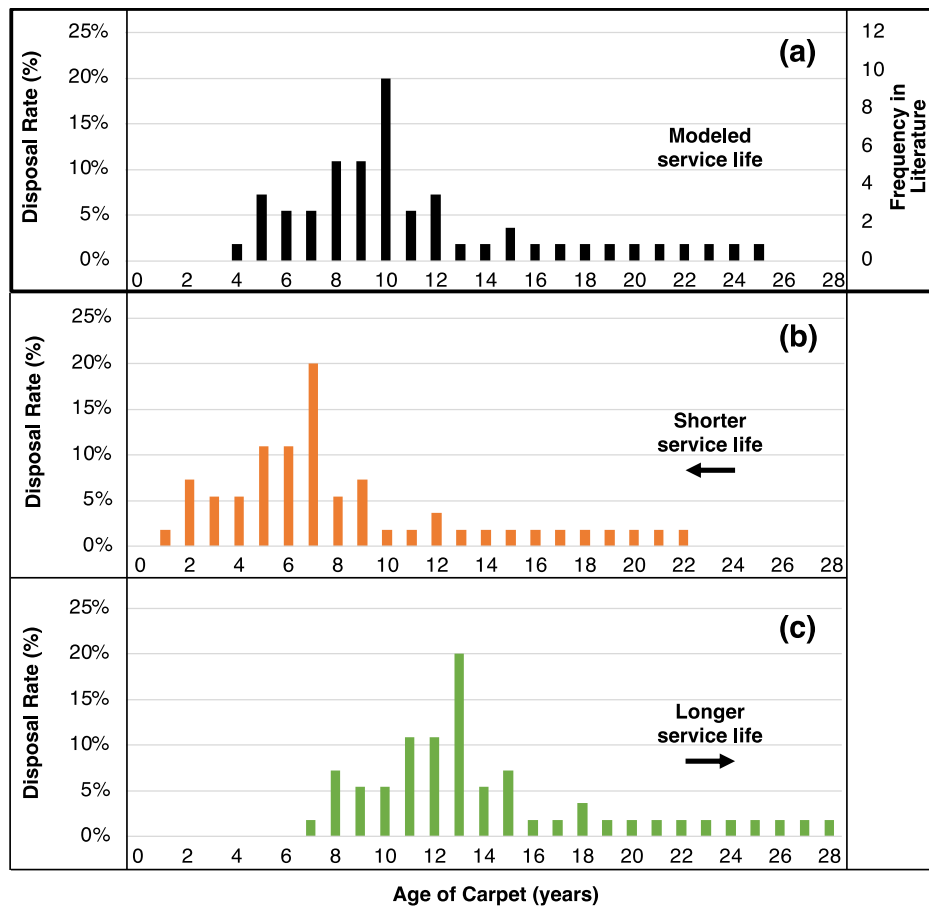 (a)
25%
20%
15%
10%
5%
0%
Disposal Rate (%)
Modeled
service life
12
10
8
6
4
2
0
Frequency in
Literature
0 2 4 6 8 10 12 14 16 18 20 22 24 26 28
(b)
25%
20%
15%
10%
5%
0%
Disposal Rate (%)
Shorter
service life
0 2 4 6 8 10 12 14 16 18 20 22 24 26 28
(c)
25%
20%
15%
10%
5%
0%
Disposal Rate (%)
Longer
service life
0 2 4 6 8 10 12 14 16 18 20 22 24 26 28
Age of Carpet (years)